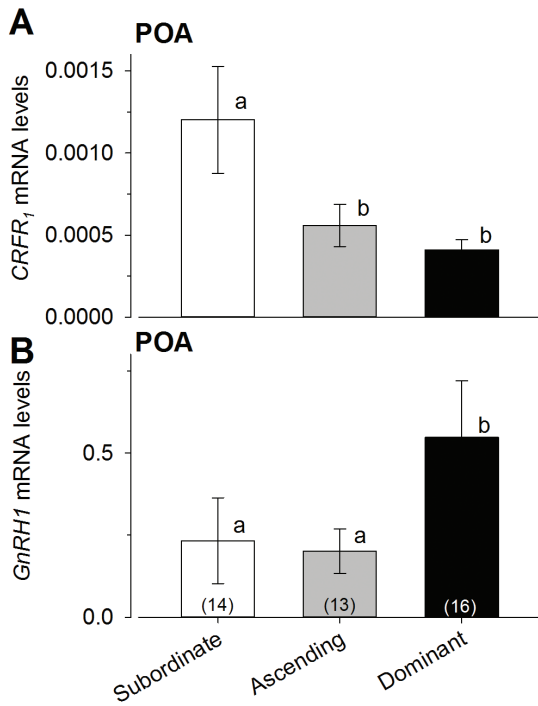 A
POA
CRFR₁ mRNA levels
0.0015
0.0010
0.0005
0.0000
a
b
b
B
POA
GnRH1 mRNA levels
0.5
0.0
a
a
b
(14)
(13)
(16)
Subordinate
Ascending
Dominant